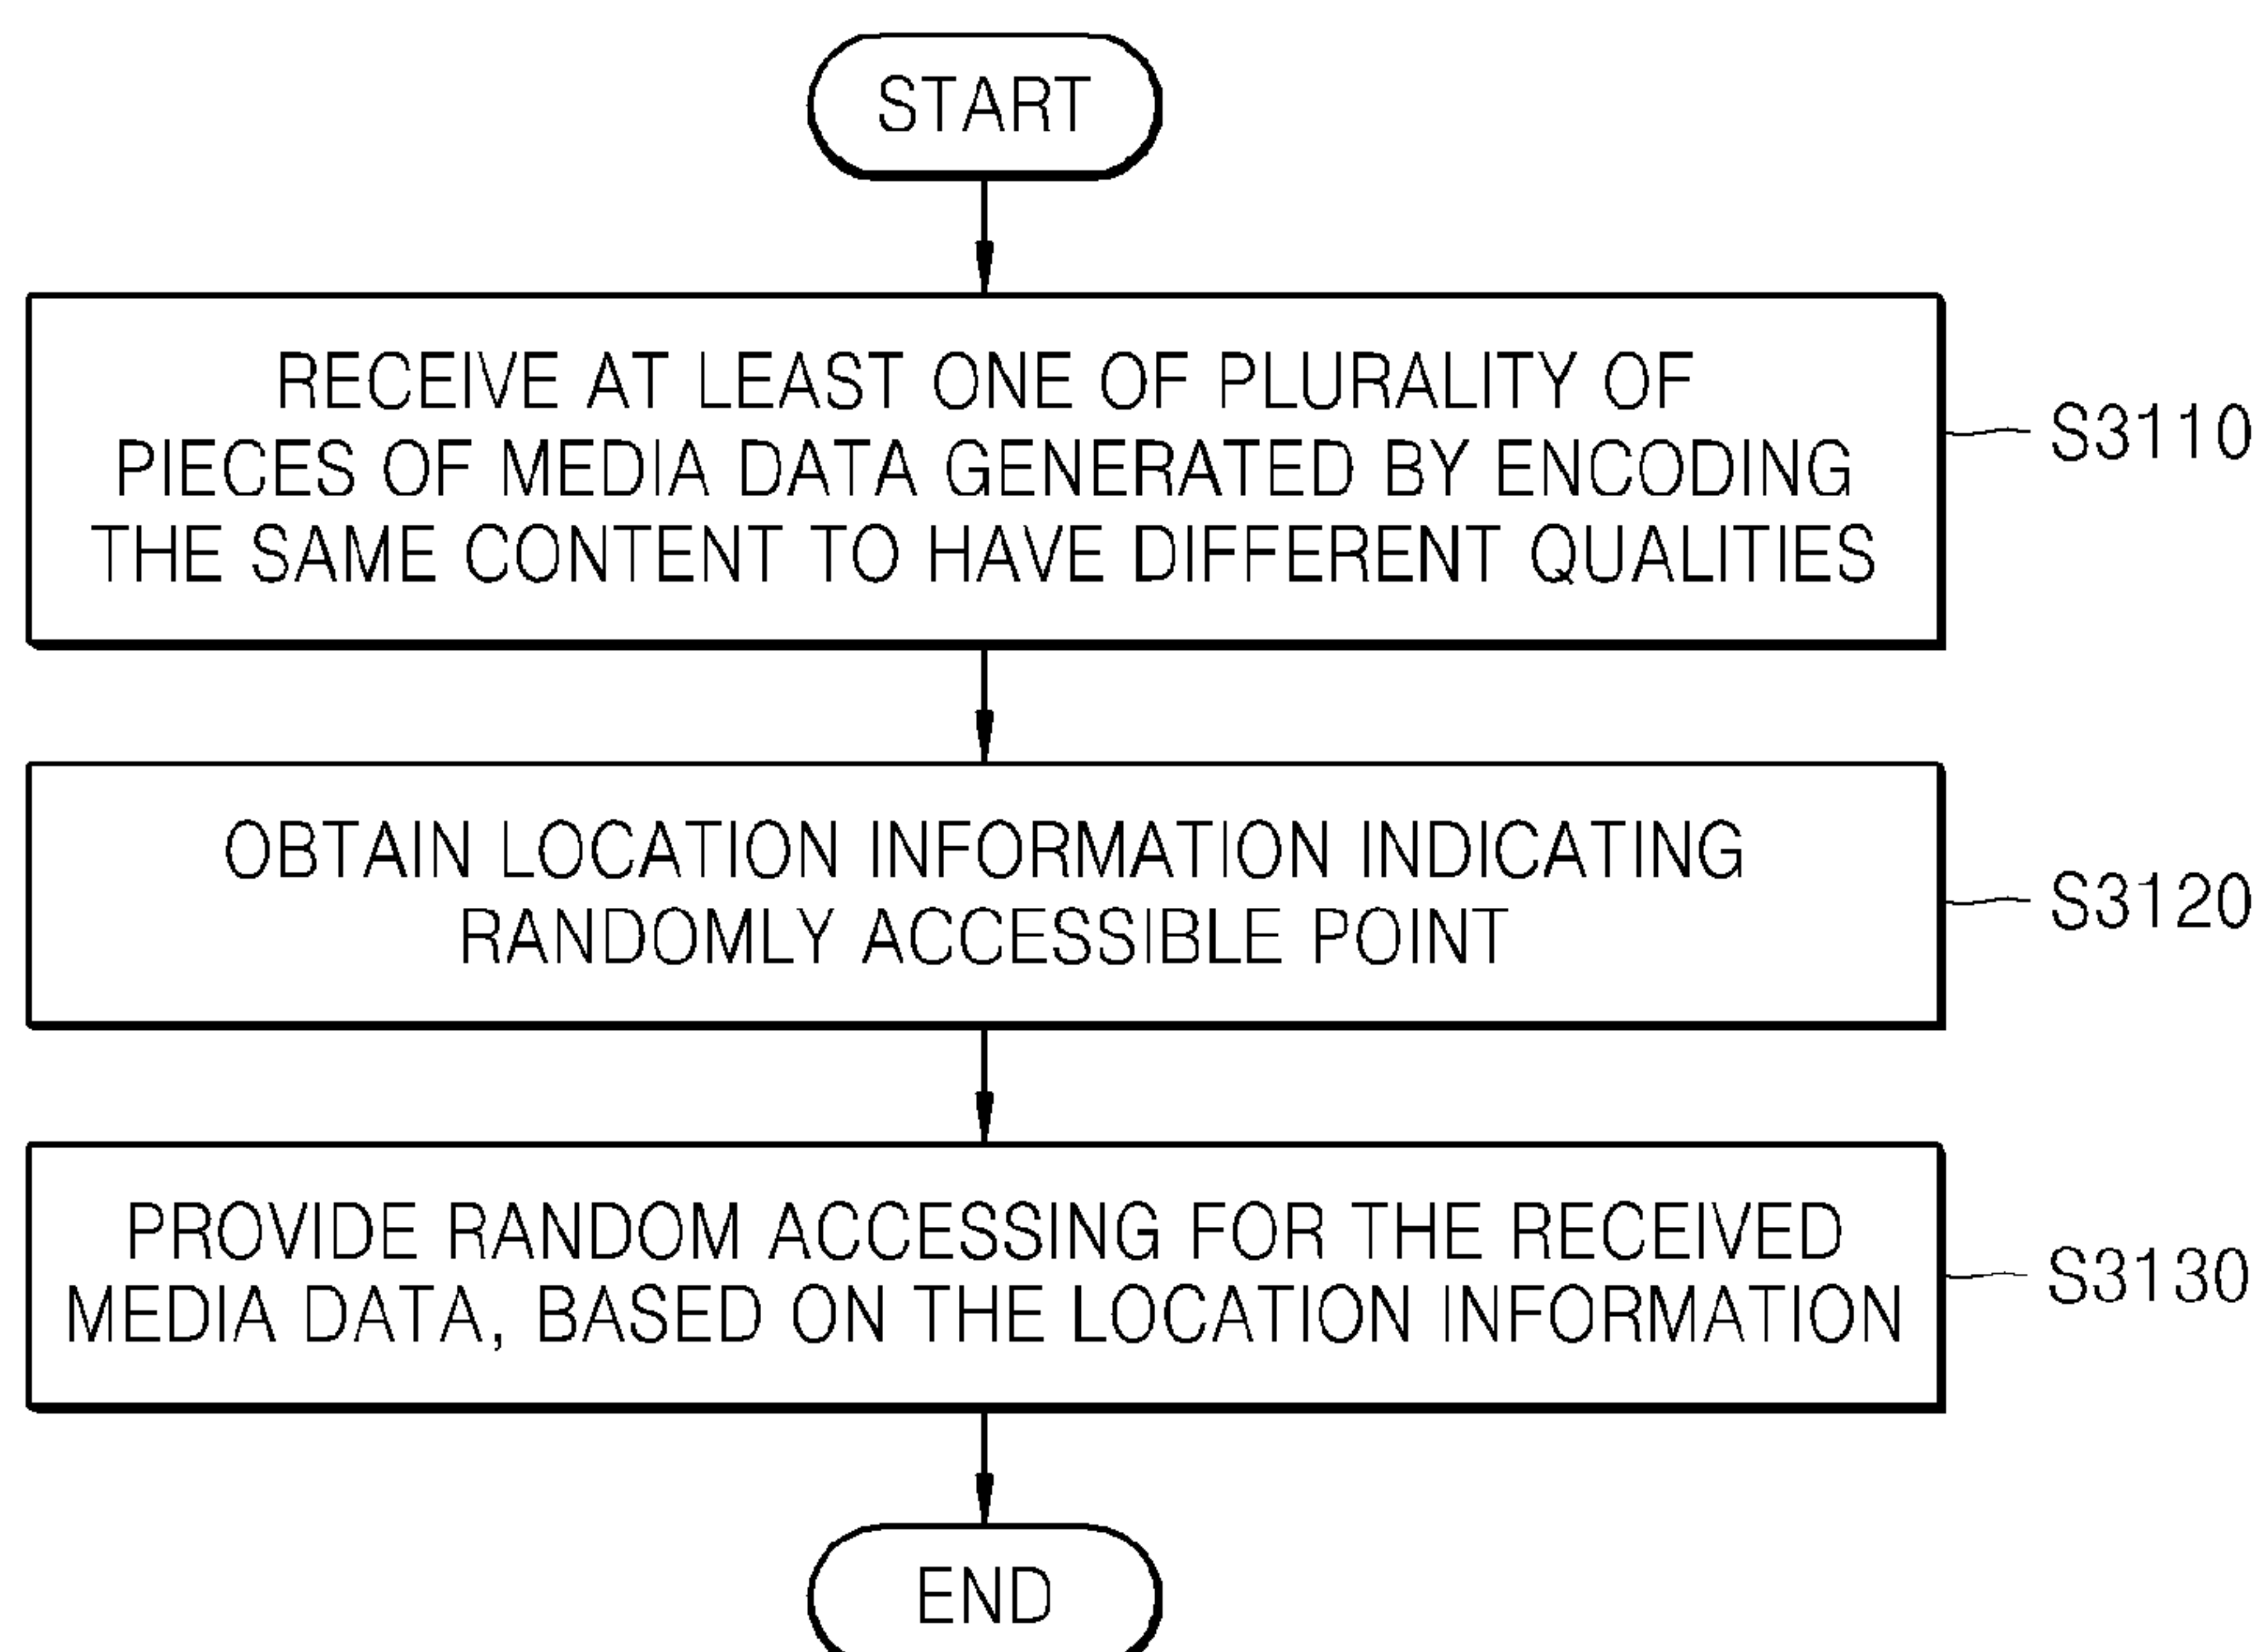 START
RECEIVE AT LEAST ONE OF PLURALITY OF
PIECES OF MEDIA DATA GENERATED BY ENCODING
THE SAME CONTENT TO HAVE DIFFERENT QUALITIES
S3110
OBTAIN LOCATION INFORMATION INDICATING
RANDOMLY ACCESSIBLE POINT
S3120
PROVIDE RANDOM ACCESSING FOR THE RECEIVED
MEDIA DATA, BASED ON THE LOCATION INFORMATION
S3130
END